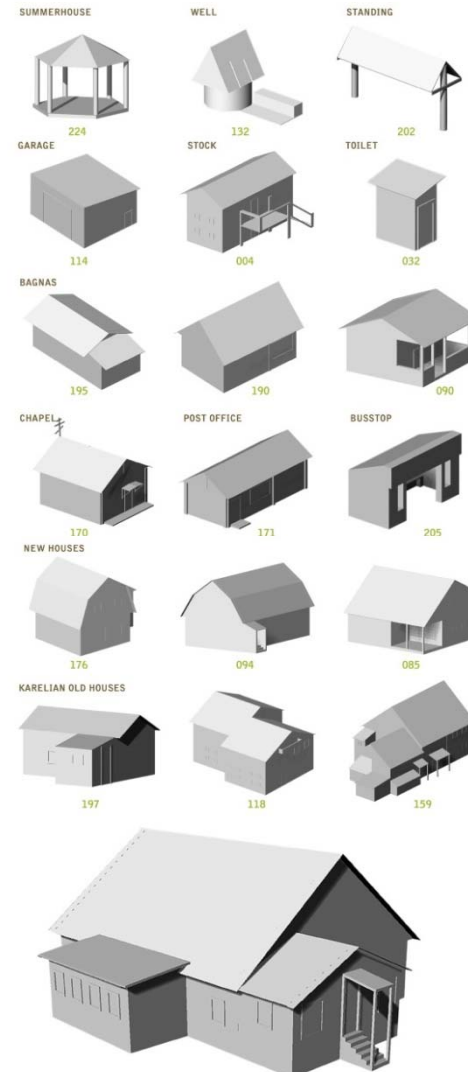 SUMMERHOUSE WELL STANDING
224 132 202
GARAGE STOCK TOILET
114 004 032
BAGNAS
195 190 090
CHAPEL POST OFFICE BUSSTOP
170 171 205
NEW HOUSES
176 094 085
KARELIAN OLD HOUSES
197 118 159